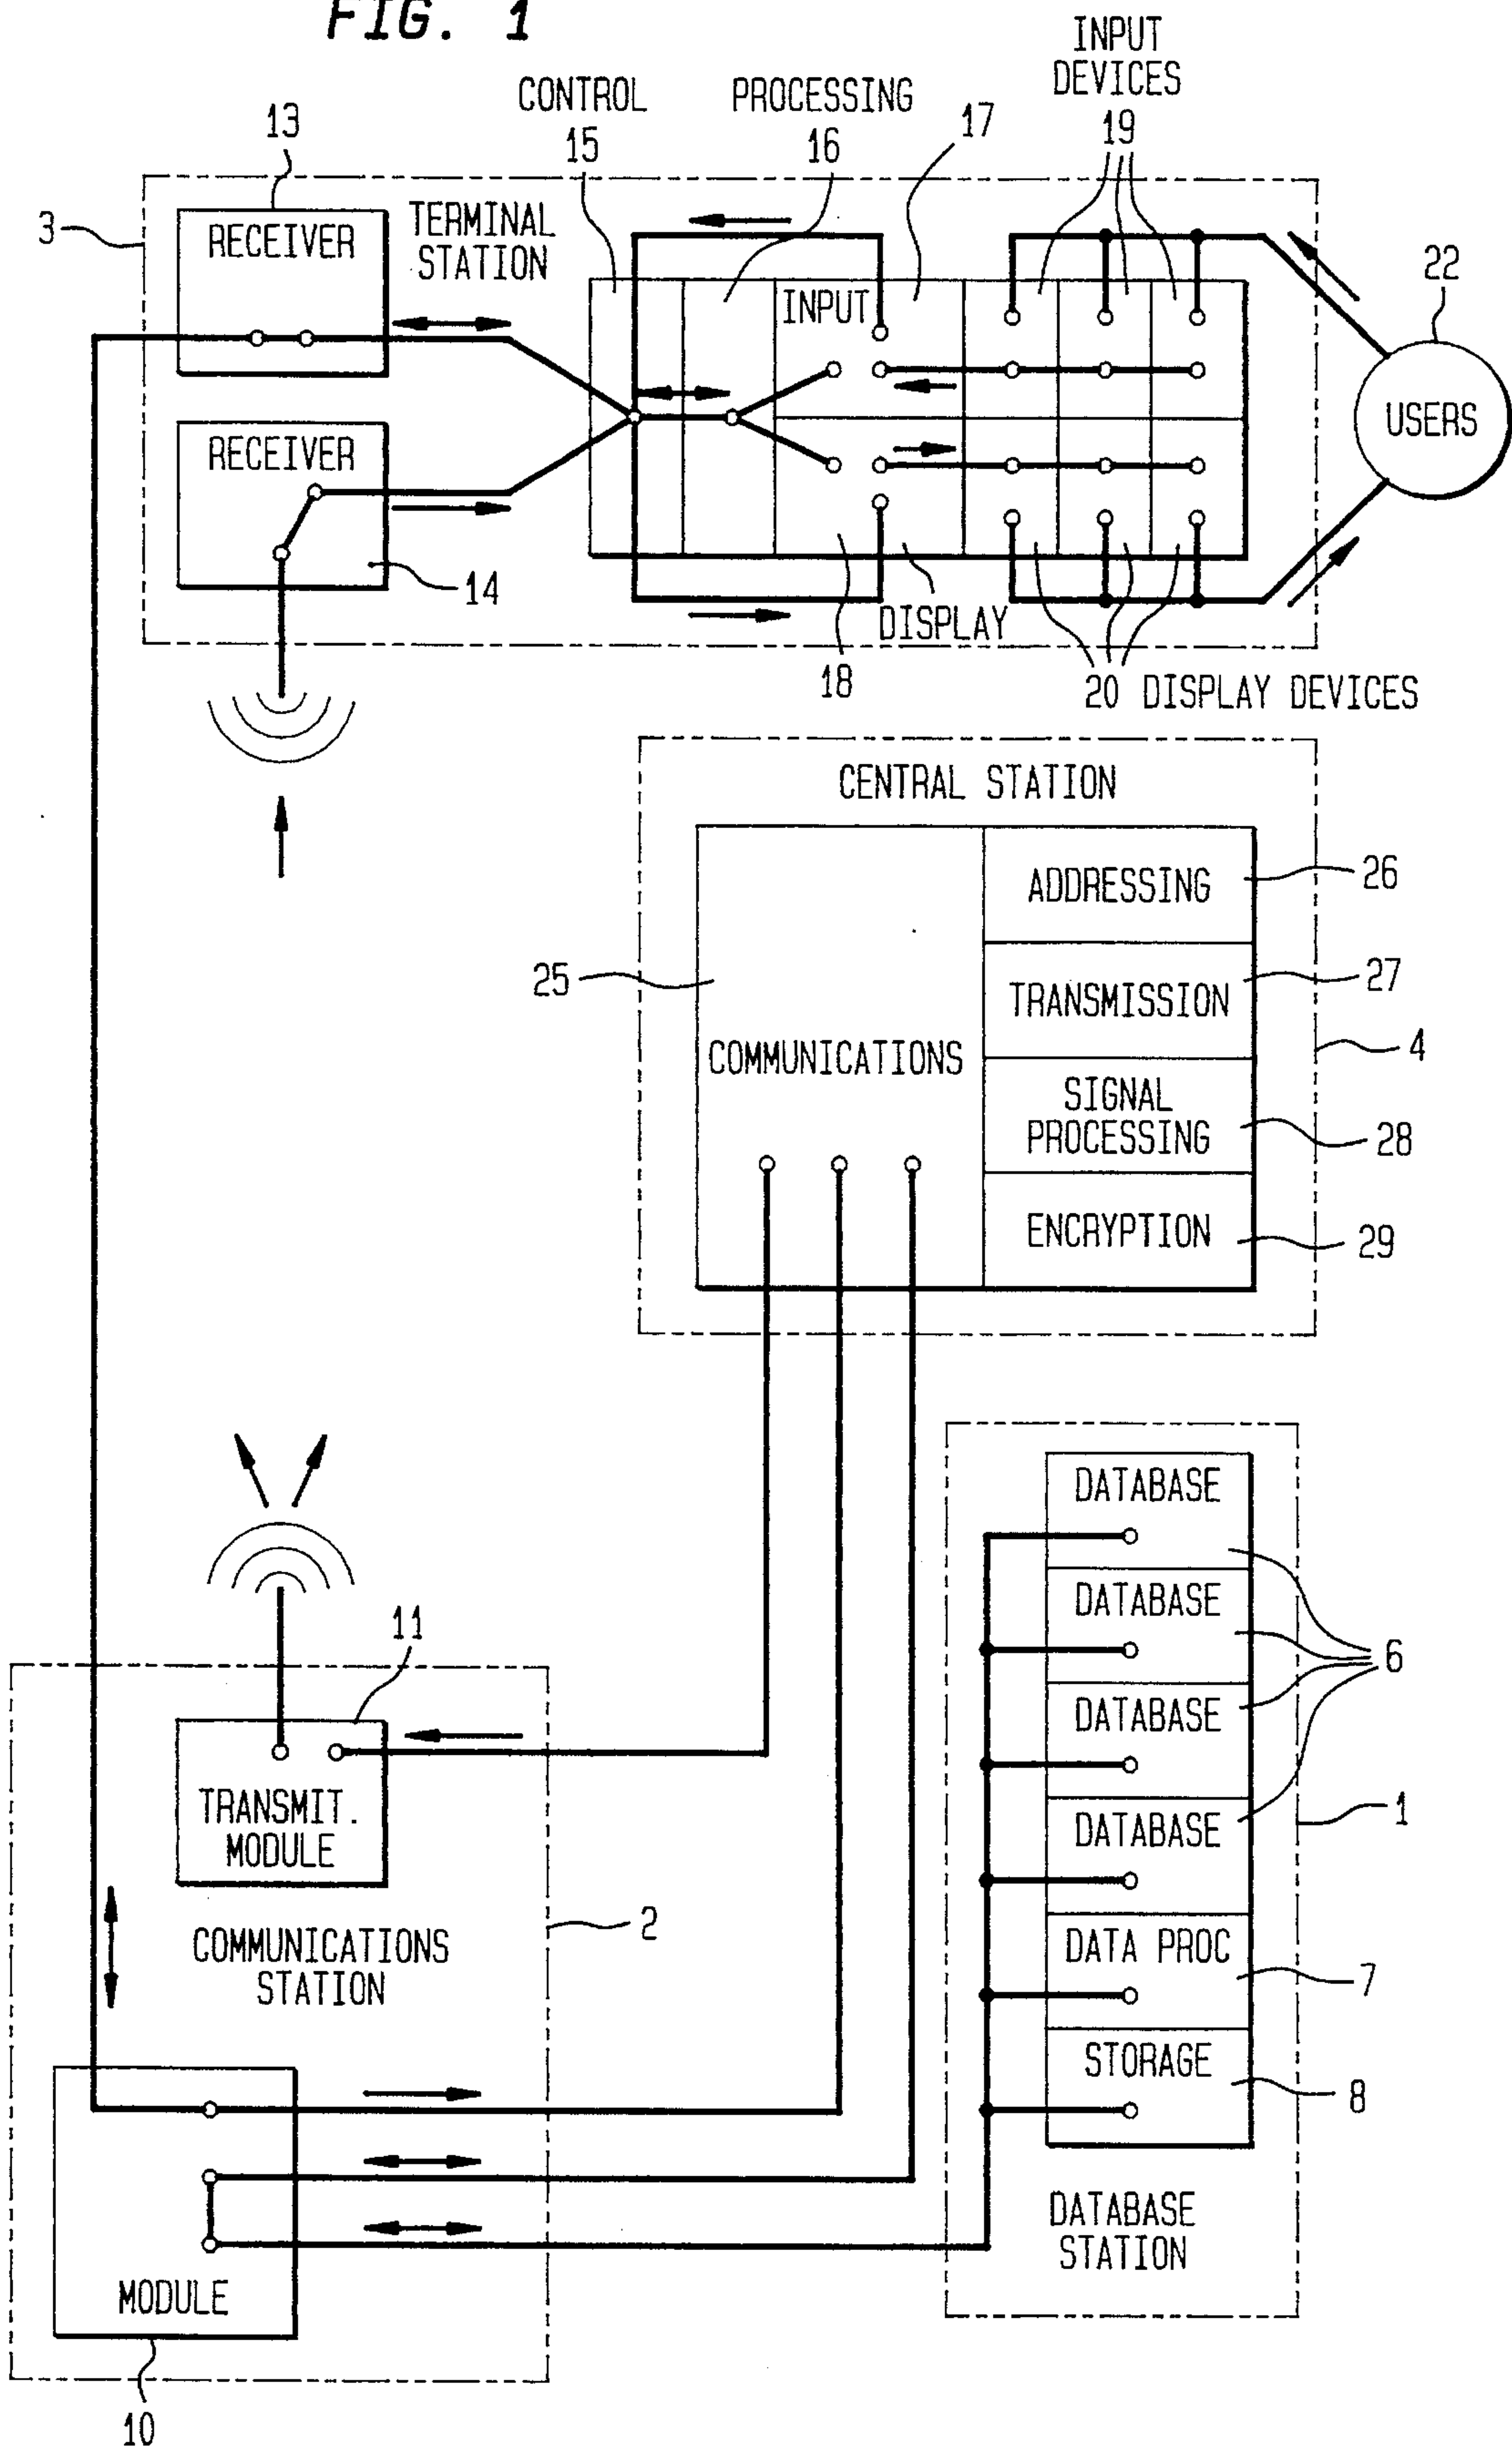 FIG. 1
INPUT
DEVICES
CONTROL
PROCESSING
13
15
16
17
19
3
RECEIVER
TERMINAL
STATION
INPUT
22
USERS
RECEIVER
14
DISPLAY
18
20 DISPLAY DEVICES
CENTRAL STATION
ADDRESSING
26
25
TRANSMISSION
27
COMMUNICATIONS
4
SIGNAL
PROCESSING
28
ENCRYPTION
29
DATABASE
DATABASE
6
11
DATABASE
TRANSMIT.
MODULE
DATABASE
1
2
COMMUNICATIONS
STATION
DATA PROC
7
STORAGE
8
DATABASE
STATION
MODULE
10